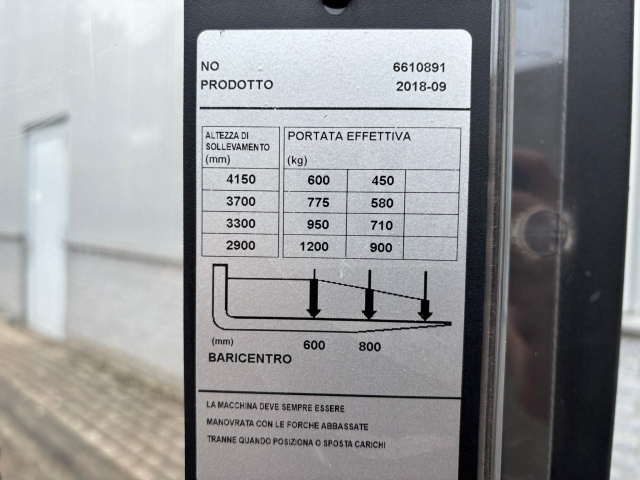 NO 6610891
PRODOTTO 2018-09
ALTEZZA DI
SOLLEVAMENTO
(mm)
PORTATA EFFETTIVA
(kg)
4150 600 450
3700 775 580
3300 950 710
2900 1200 900
(mm) 600 800
BARICENTRO
LA MACCHINA DEVE SEMPRE ESSERE
MANOVRATA CON LE FORCHE ABBASSATE
TRANNE QUANDO POSIZIONA O SPOSTA CARICHI